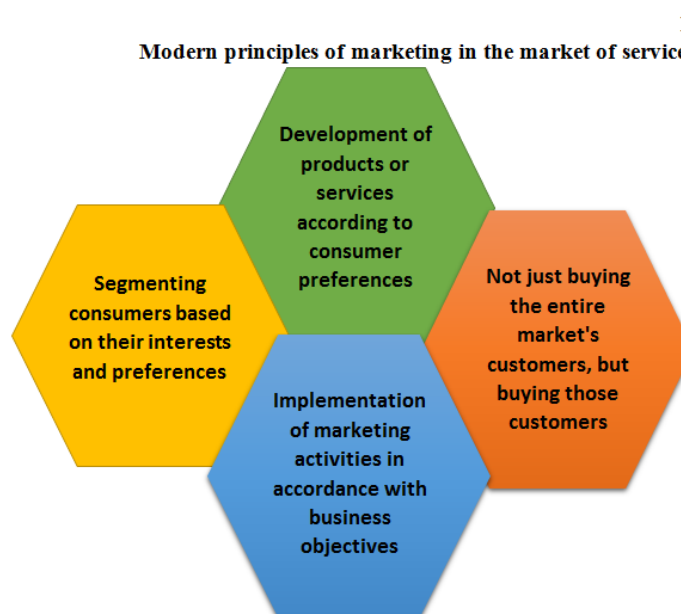 Modern principles of marketing in the market of service
Development of
products or
services
according to
consumer
preferences
Segmenting
consumers based
on their interests
and preferences
Not just buying
the entire
market's
customers, but
buying those
customers
Implementation
of marketing
activities in
accordance with
business
objectives